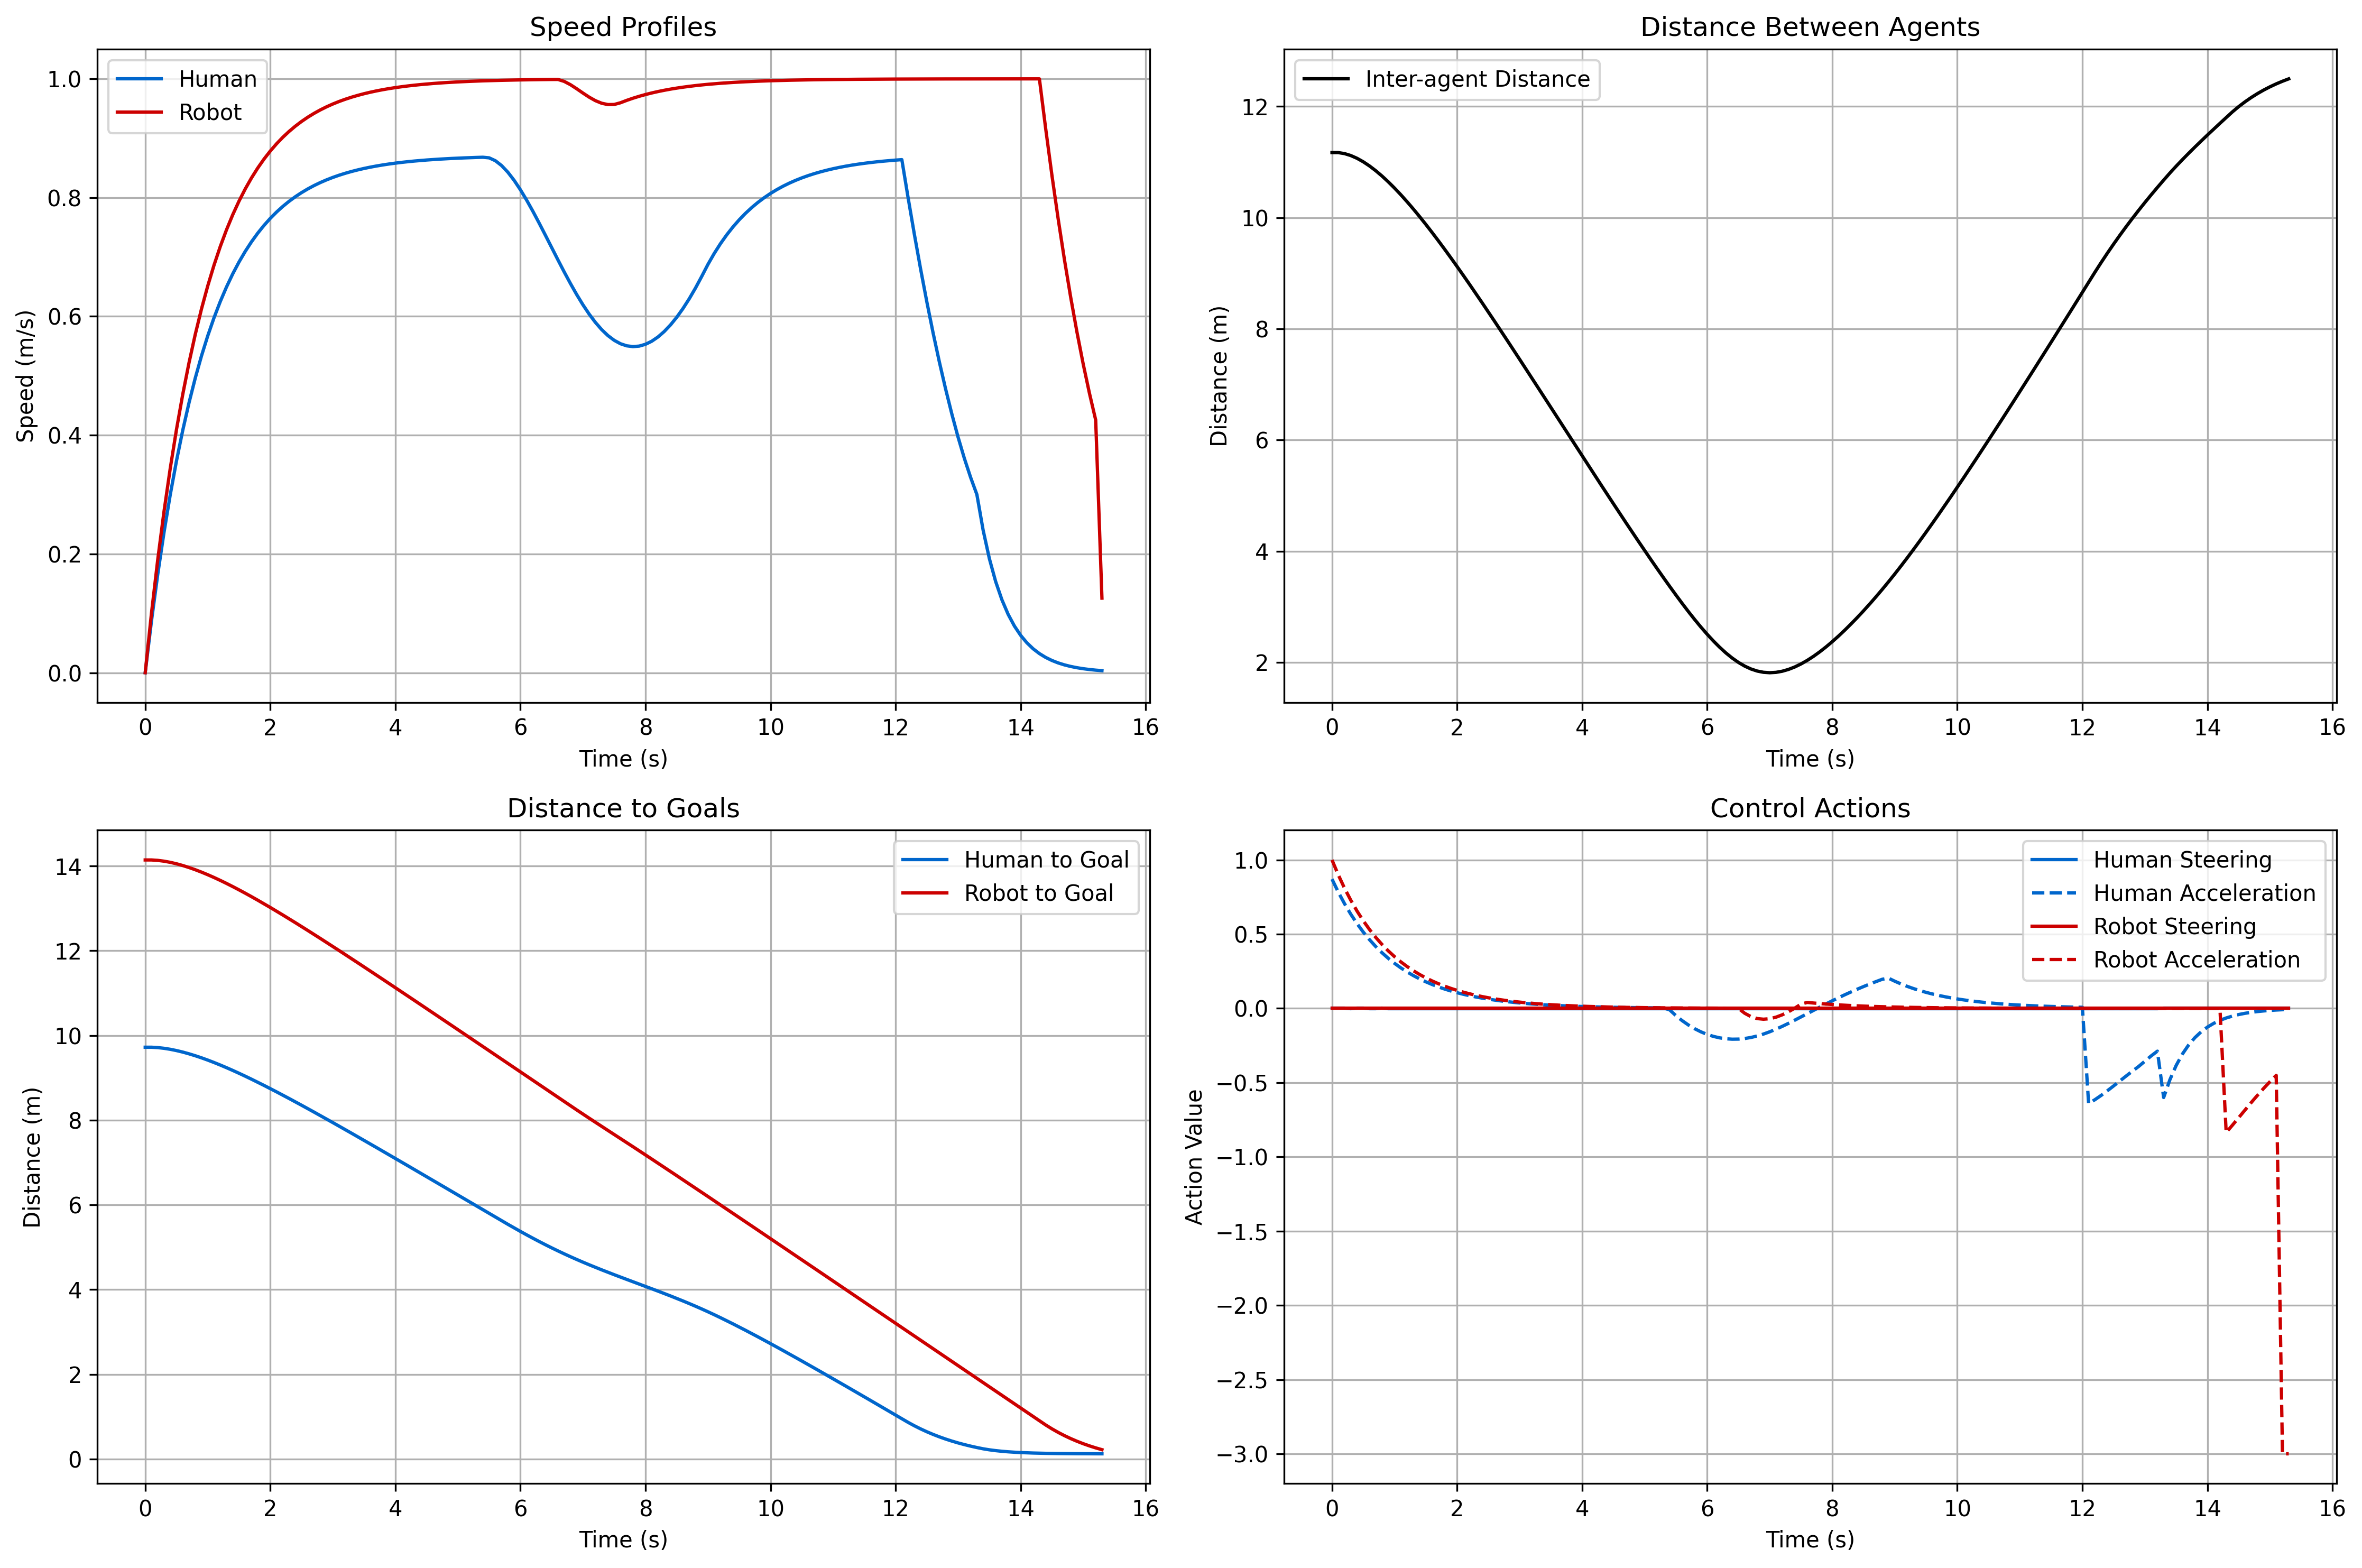 Speed Profiles
Human
Robot
1.0
0.8
0.6
0.4
0.2
0.0
Speed (m/s)
0 2 4 6 8 10 12 14 16
Time (s)
Distance Between Agents
Inter-agent Distance
12
10
8
6
4
2
Distance (m)
0 2 4 6 8 10 12 14 16
Time (s)
Distance to Goals
Human to Goal
Robot to Goal
14
12
10
8
6
4
2
0
Distance (m)
0 2 4 6 8 10 12 14 16
Time (s)
Control Actions
Human Steering
Human Acceleration
Robot Steering
Robot Acceleration
1.0
0.5
0.0
−0.5
−1.0
−1.5
−2.0
−2.5
−3.0
Action Value
0 2 4 6 8 10 12 14 16
Time (s)